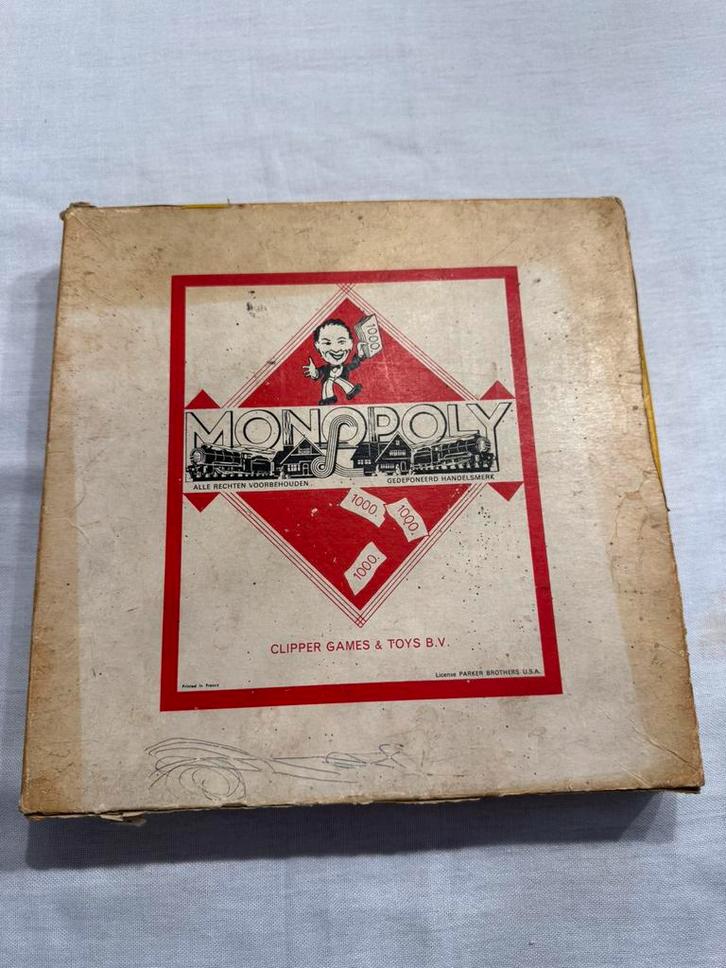 1000.
MONOPOLY
ALLE RECHTEN VOORBEHOUDEN.
GEDEPONEERD HANDELSMERK
1000.
1000.
1000.
CLIPPER GAMES & TOYS B.V.
License PARKER BROTHERS U.S.A.
Printed in France